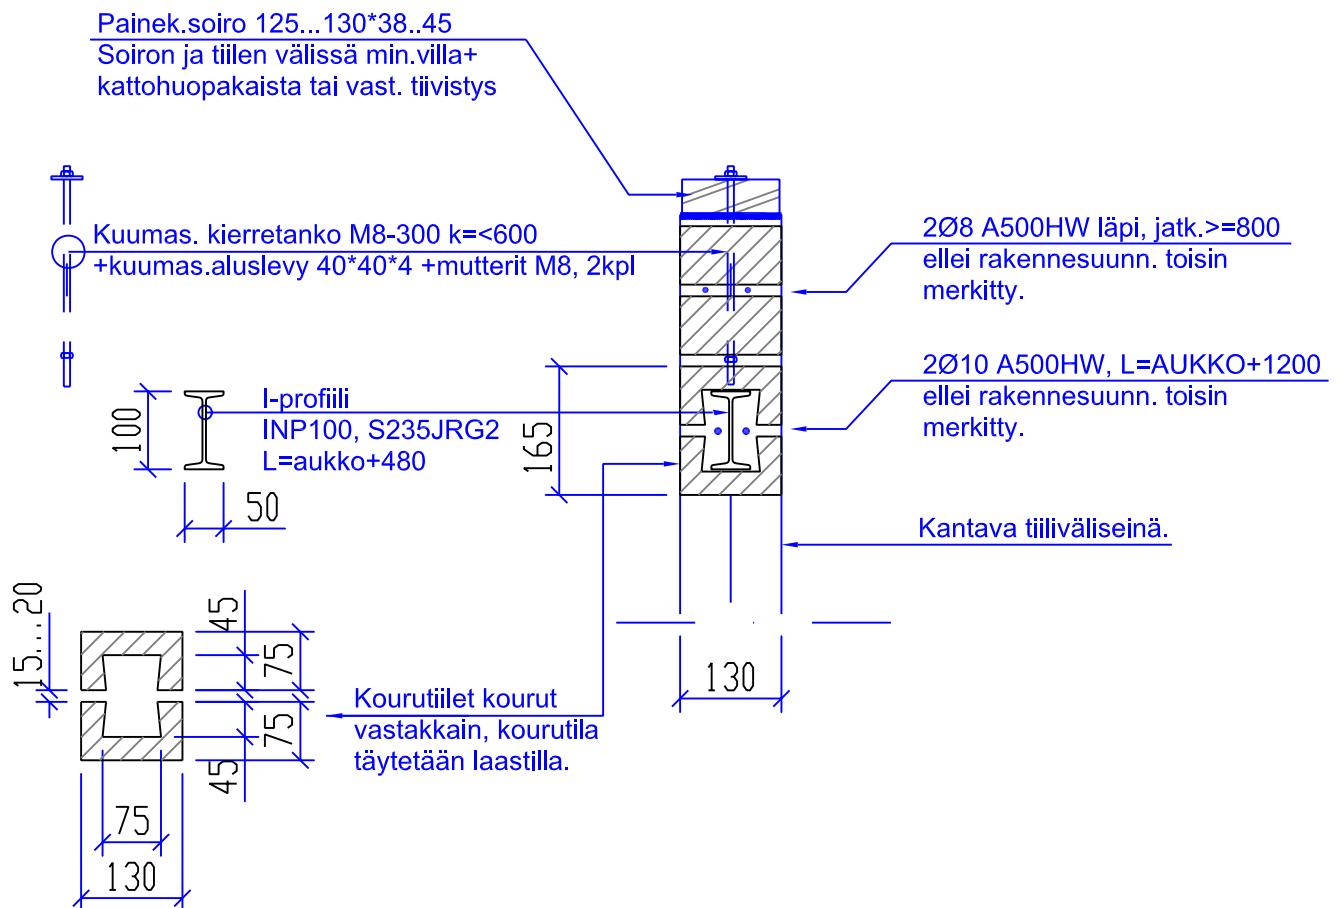 Painek.soiro 125...130*38..45
Soiron ja tiilen välissä min.villa+
kattohuopakaista tai vast. tiivistys
Kuumas. kierretanko M8-300 k=<600
+kuumas.aluslevy 40*40*4 +mutterit M8, 2kpl
2Ø8 A500HW läpi, jatk.>=800
ellei rakennesuunn. toisin
merkitty.
2Ø10 A500HW, L=AUKKO+1200
ellei rakennesuunn. toisin
merkitty.
I-profiili
INP100, S235JRG2
L=aukko+480
100
50
165
Kantava tiiliväliseinä.
130
15...20
45
75
75
45
75
130
Kourutiilet kourut
vastakkain, kourutila
täytetään laastilla.